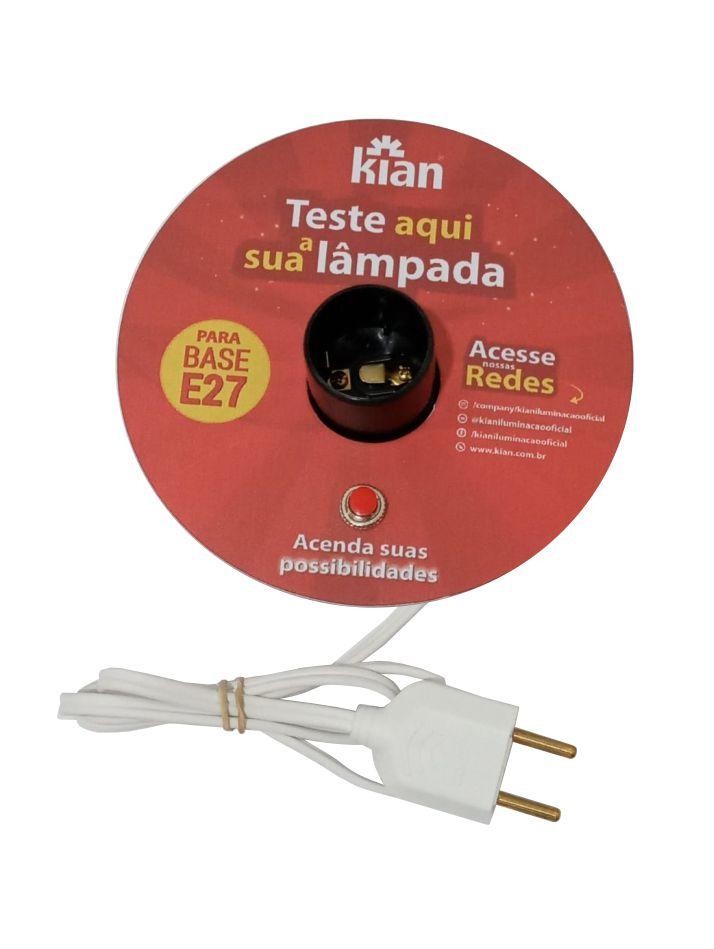 kian
Teste aqui
a
sua lâmpada
PARA
BASE
E27
Acesse
nossas
Redes
/company/kianiluminacaooficial
@kianiluminacaooficial
/kianiluminacaooficial
www.kian.com.br
Acenda suas
possibilidades